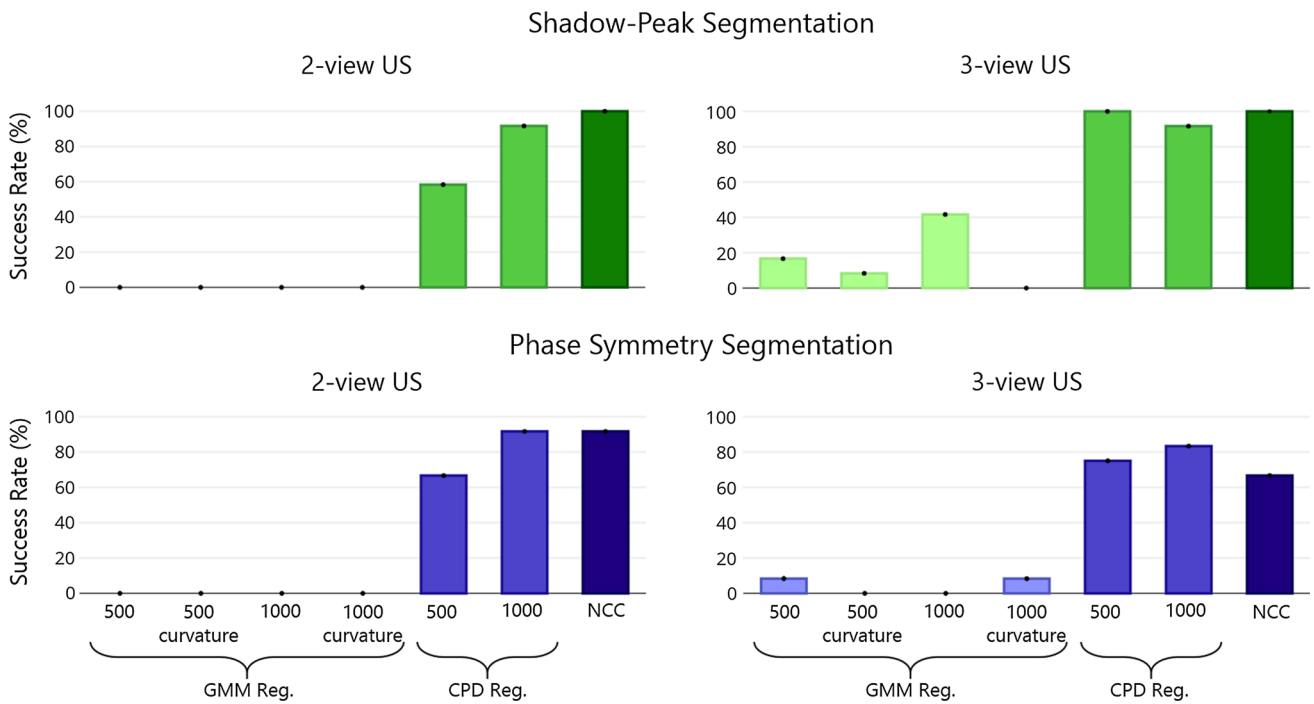 Shadow-Peak Segmentation
2-view US
3-view US
Success Rate (%)
100
80
60
40
20
0
100
80
60
40
20
0
Phase Symmetry Segmentation
2-view US
3-view US
Success Rate (%)
100
80
60
40
20
0
100
80
60
40
20
0
500 500 1000 1000 500 1000 NCC
curvature curvature
500 500 1000 1000 500 1000 NCC
curvature curvature
GMM Reg. CPD Reg.
GMM Reg. CPD Reg.